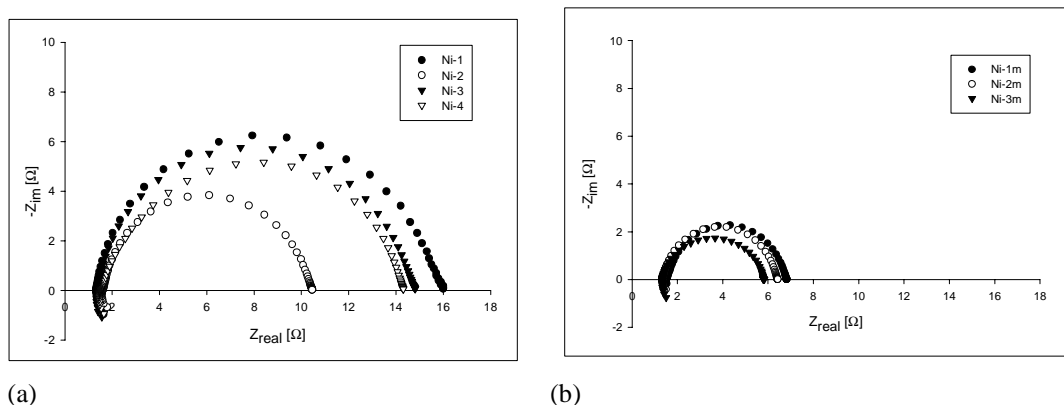 10
8
6
4
2
0
-2
-Zim [Ω]
0 2 4 6 8 10 12 14 16 18
Zreal [Ω]
Ni-1
Ni-2
Ni-3
Ni-4
(a)
10
8
6
4
2
0
-2
-Zim [Ω]
0 2 4 6 8 10 12 14 16 18
Zreal [Ω]
Ni-1m
Ni-2m
Ni-3m
(b)